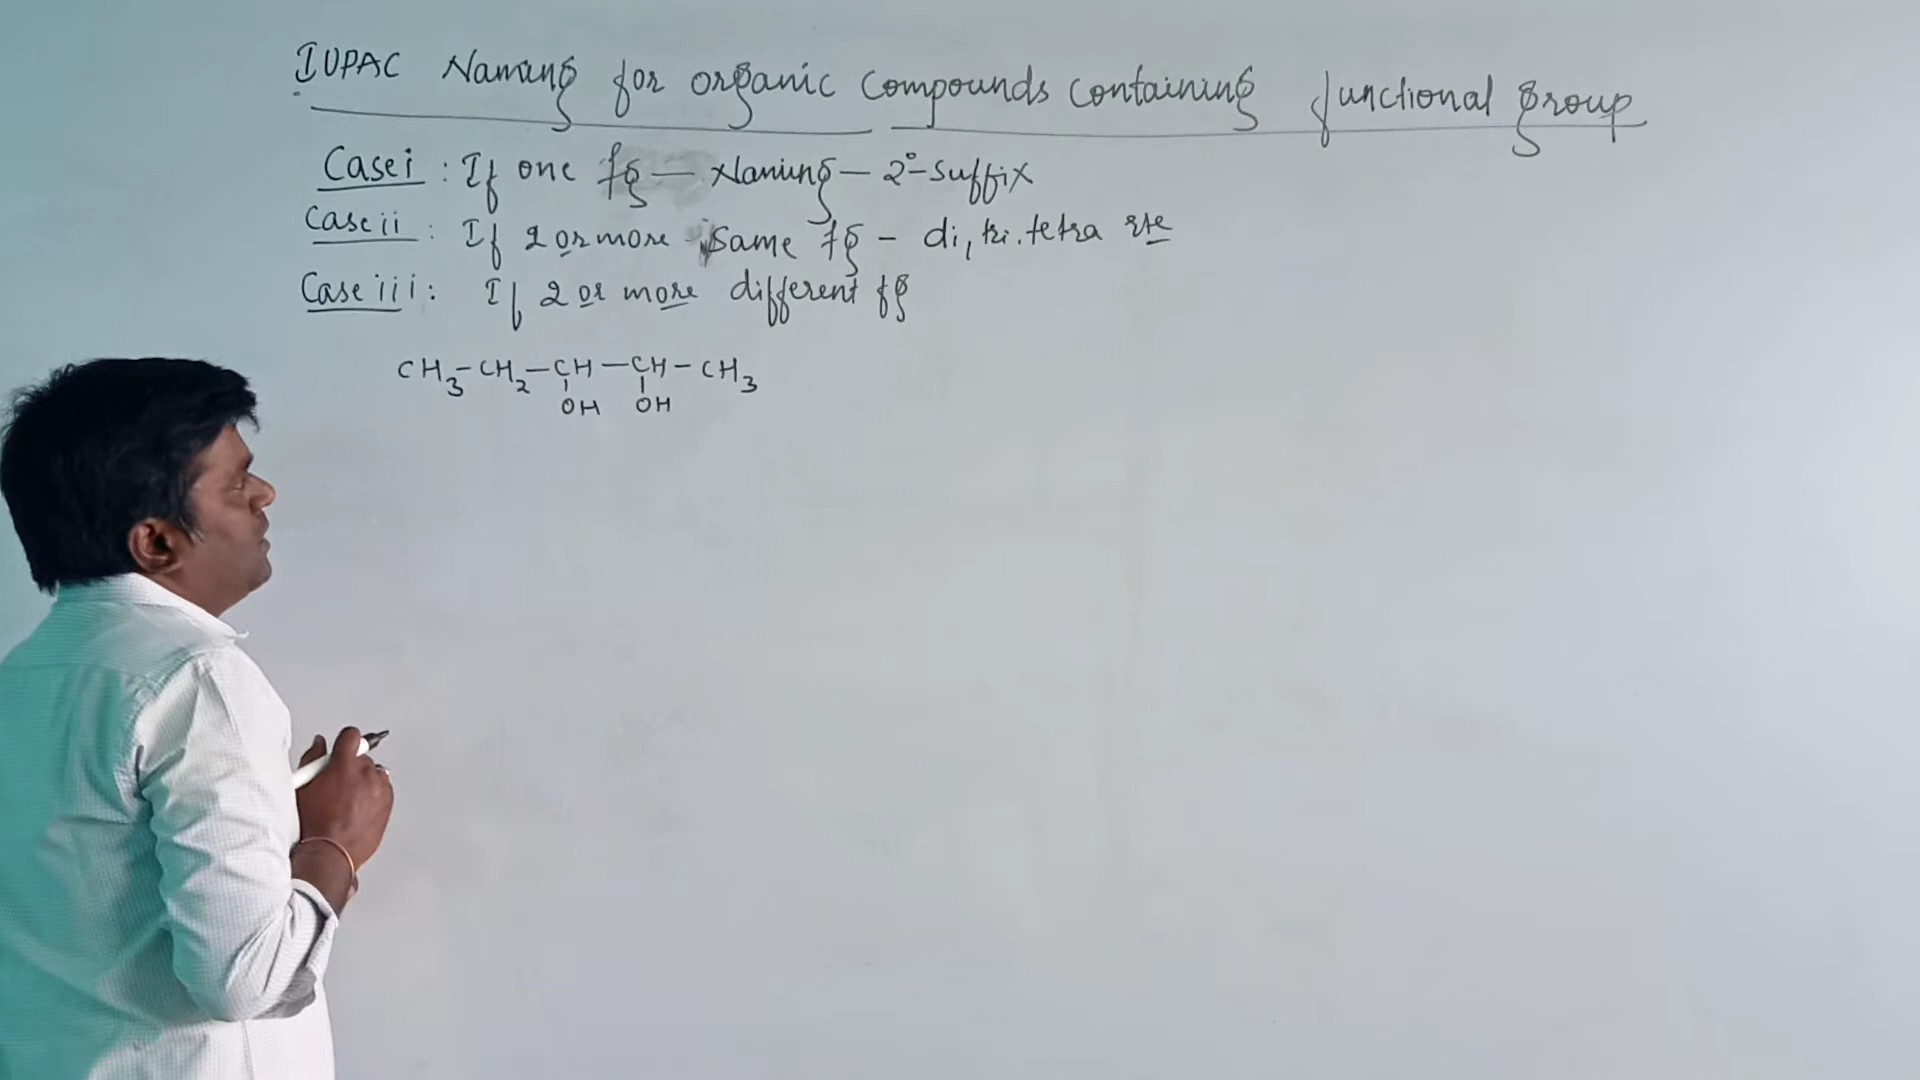 IUPAC Naming for organic compounds containing functional group
Case i : If one fg — Naming — 2°-suffix
Case ii : If 2 or more same fg - di, tri. tetra etc
Case iii : If 2 or more different fg
CH3-CH2-CH-CH-CH3
OH OH